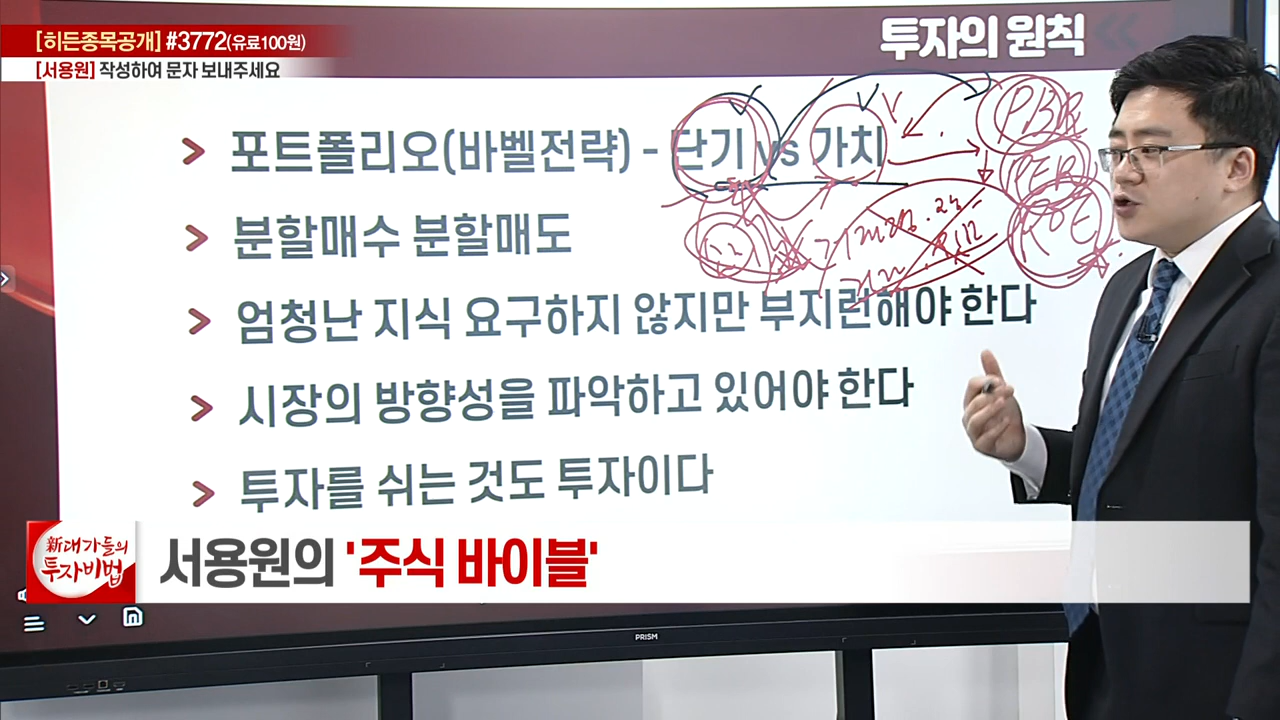 [히든종목공개] #3772(유료100원)
[서용원] 작성하여 문자 보내주세요
투자의 원칙
포트폴리오(바벨전략) - 단기 vs 가치
PBR
PER
ROE
분할매수 분할매도
엄청난 지식 요구하지 않지만 부지런해야 한다
시장의 방향성을 파악하고 있어야 한다
투자를 쉬는 것도 투자이다
新대가들의
투자비법
서용원의 '주식 바이블'
PRISM